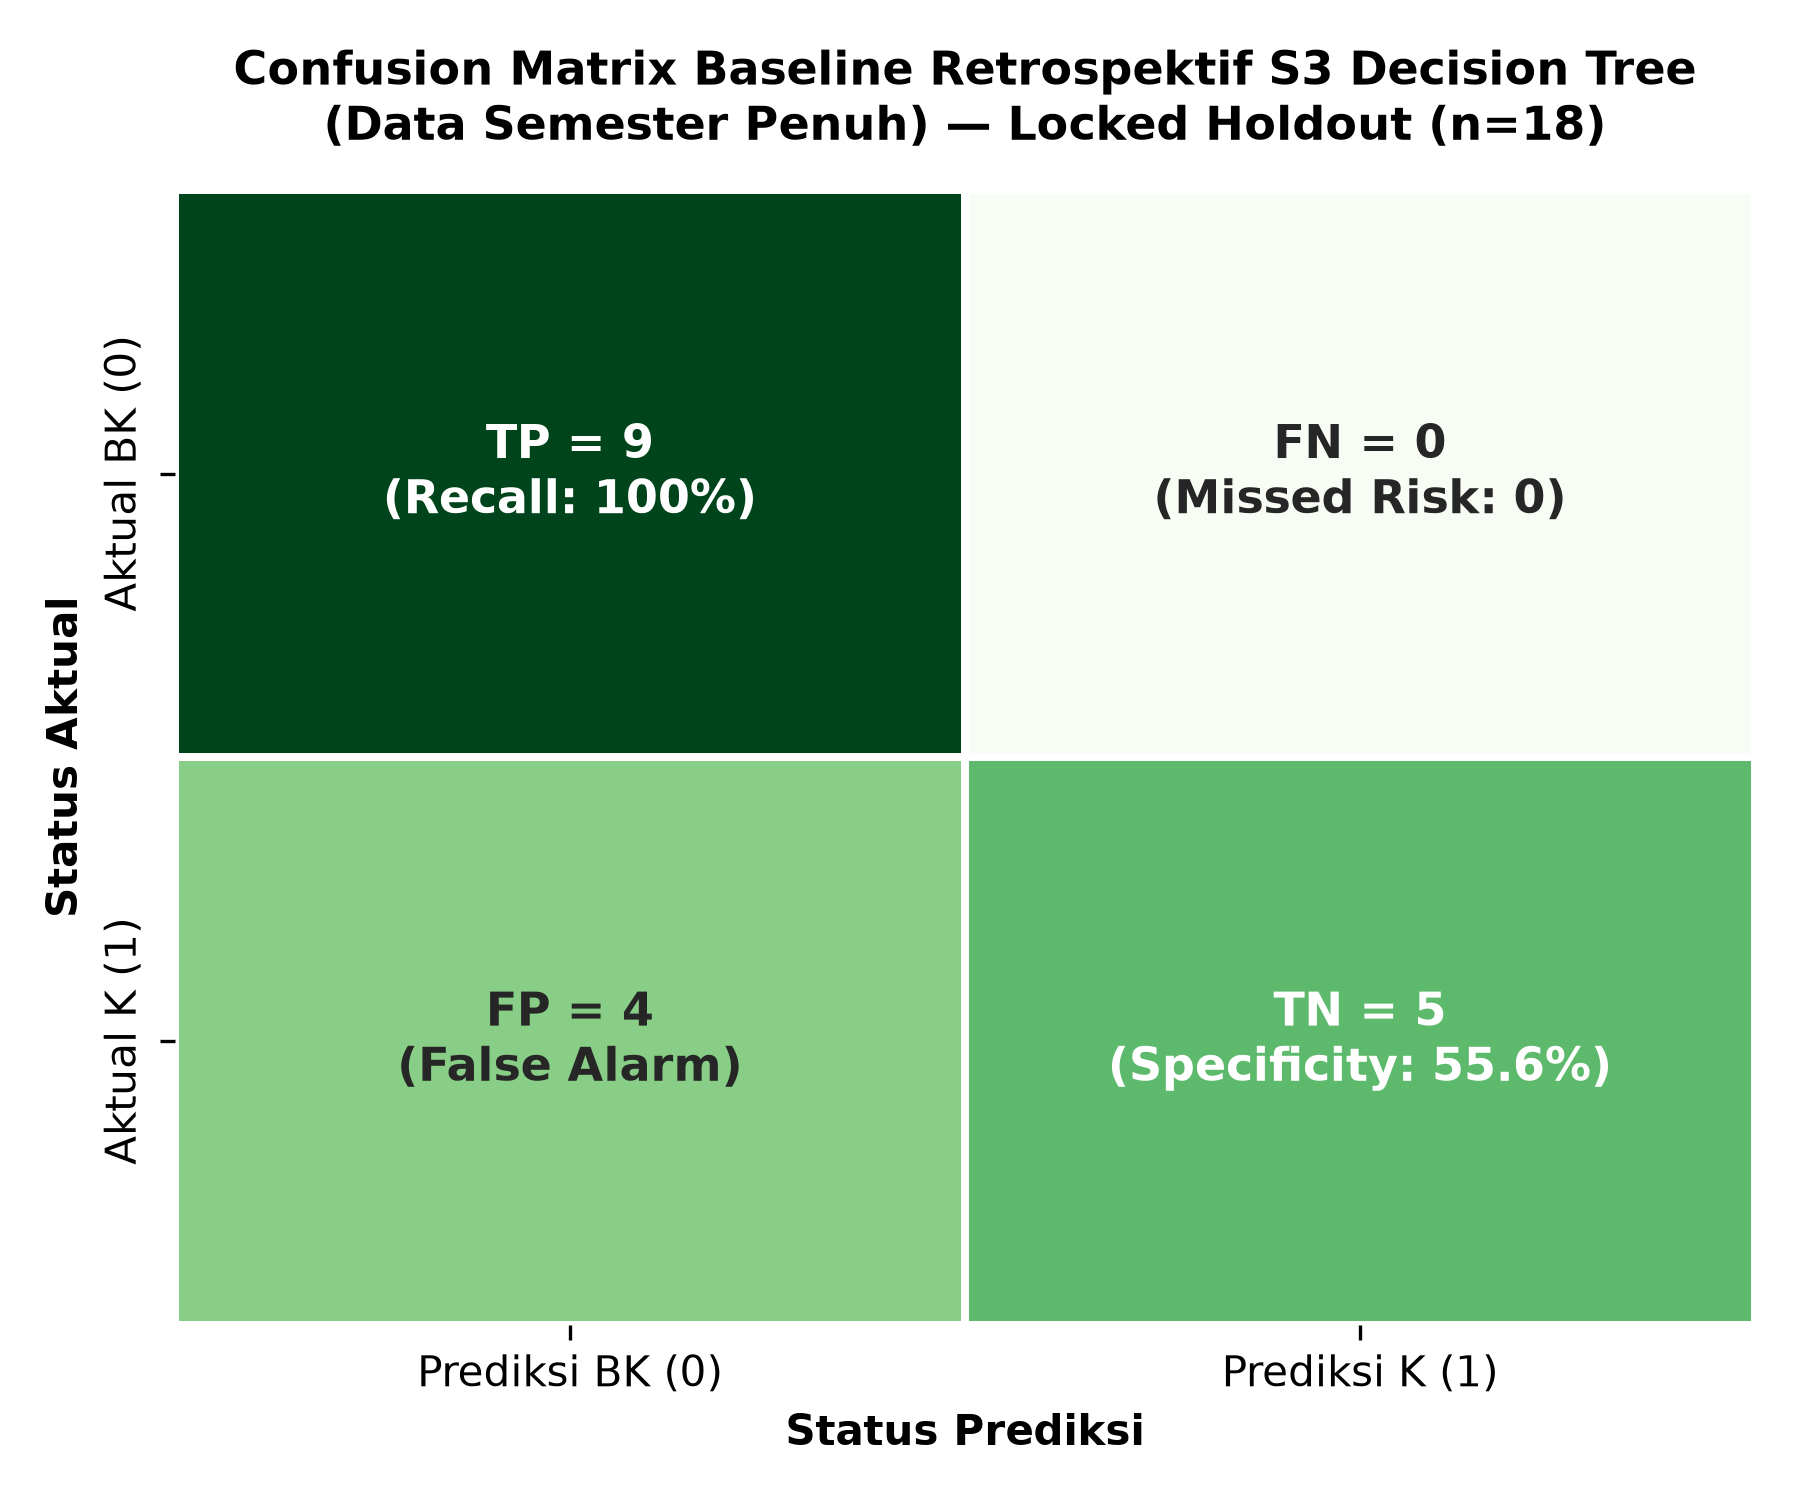 Confusion Matrix Baseline Retrospektif S3 Decision Tree
(Data Semester Penuh) — Locked Holdout (n=18)
Status Aktual
Aktual BK (0)
TP = 9
(Recall: 100%)
FN = 0
(Missed Risk: 0)
Aktual K (1)
FP = 4
(False Alarm)
TN = 5
(Specificity: 55.6%)
Prediksi BK (0)
Prediksi K (1)
Status Prediksi